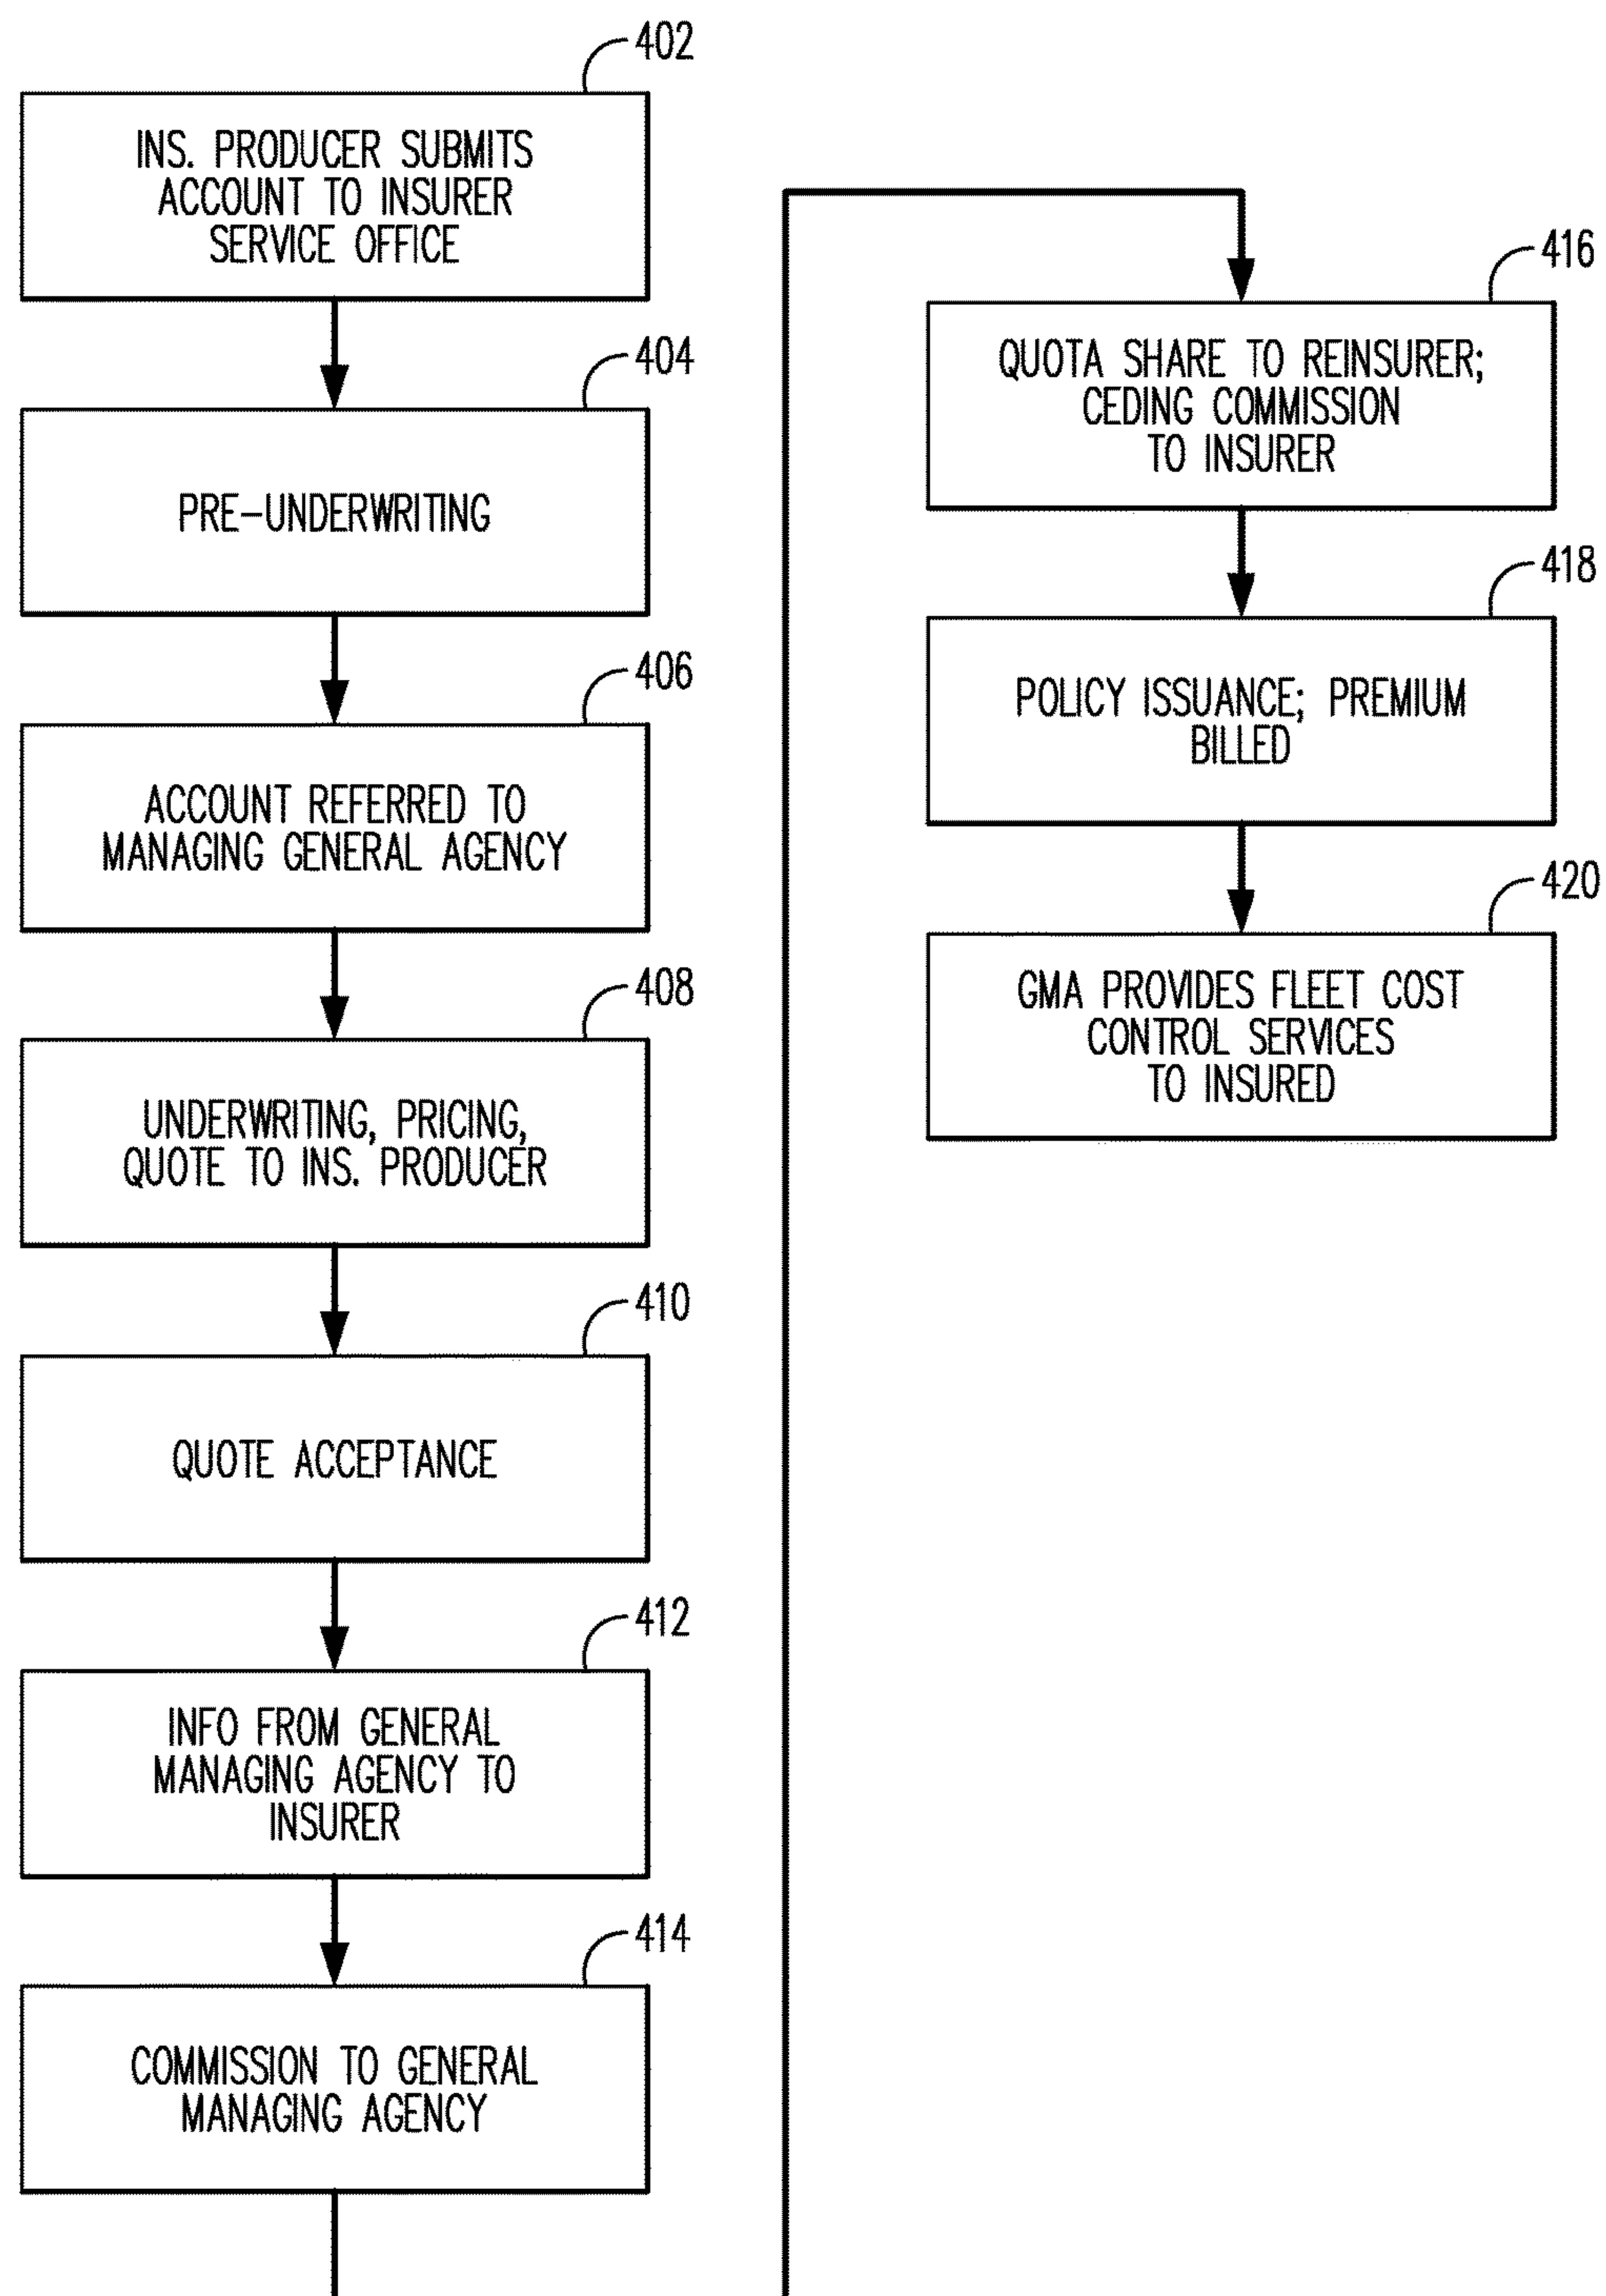 402
INS. PRODUCER SUBMITS
ACCOUNT TO INSURER
SERVICE OFFICE
404
PRE-UNDERWRITING
406
ACCOUNT REFERRED TO
MANAGING GENERAL AGENCY
408
UNDERWRITING, PRICING,
QUOTE TO INS. PRODUCER
410
QUOTE ACCEPTANCE
412
INFO FROM GENERAL
MANAGING AGENCY TO
INSURER
414
COMMISSION TO GENERAL
MANAGING AGENCY
416
QUOTA SHARE TO REINSURER;
CEDING COMMISSION
TO INSURER
418
POLICY ISSUANCE; PREMIUM
BILLED
420
GMA PROVIDES FLEET COST
CONTROL SERVICES
TO INSURED